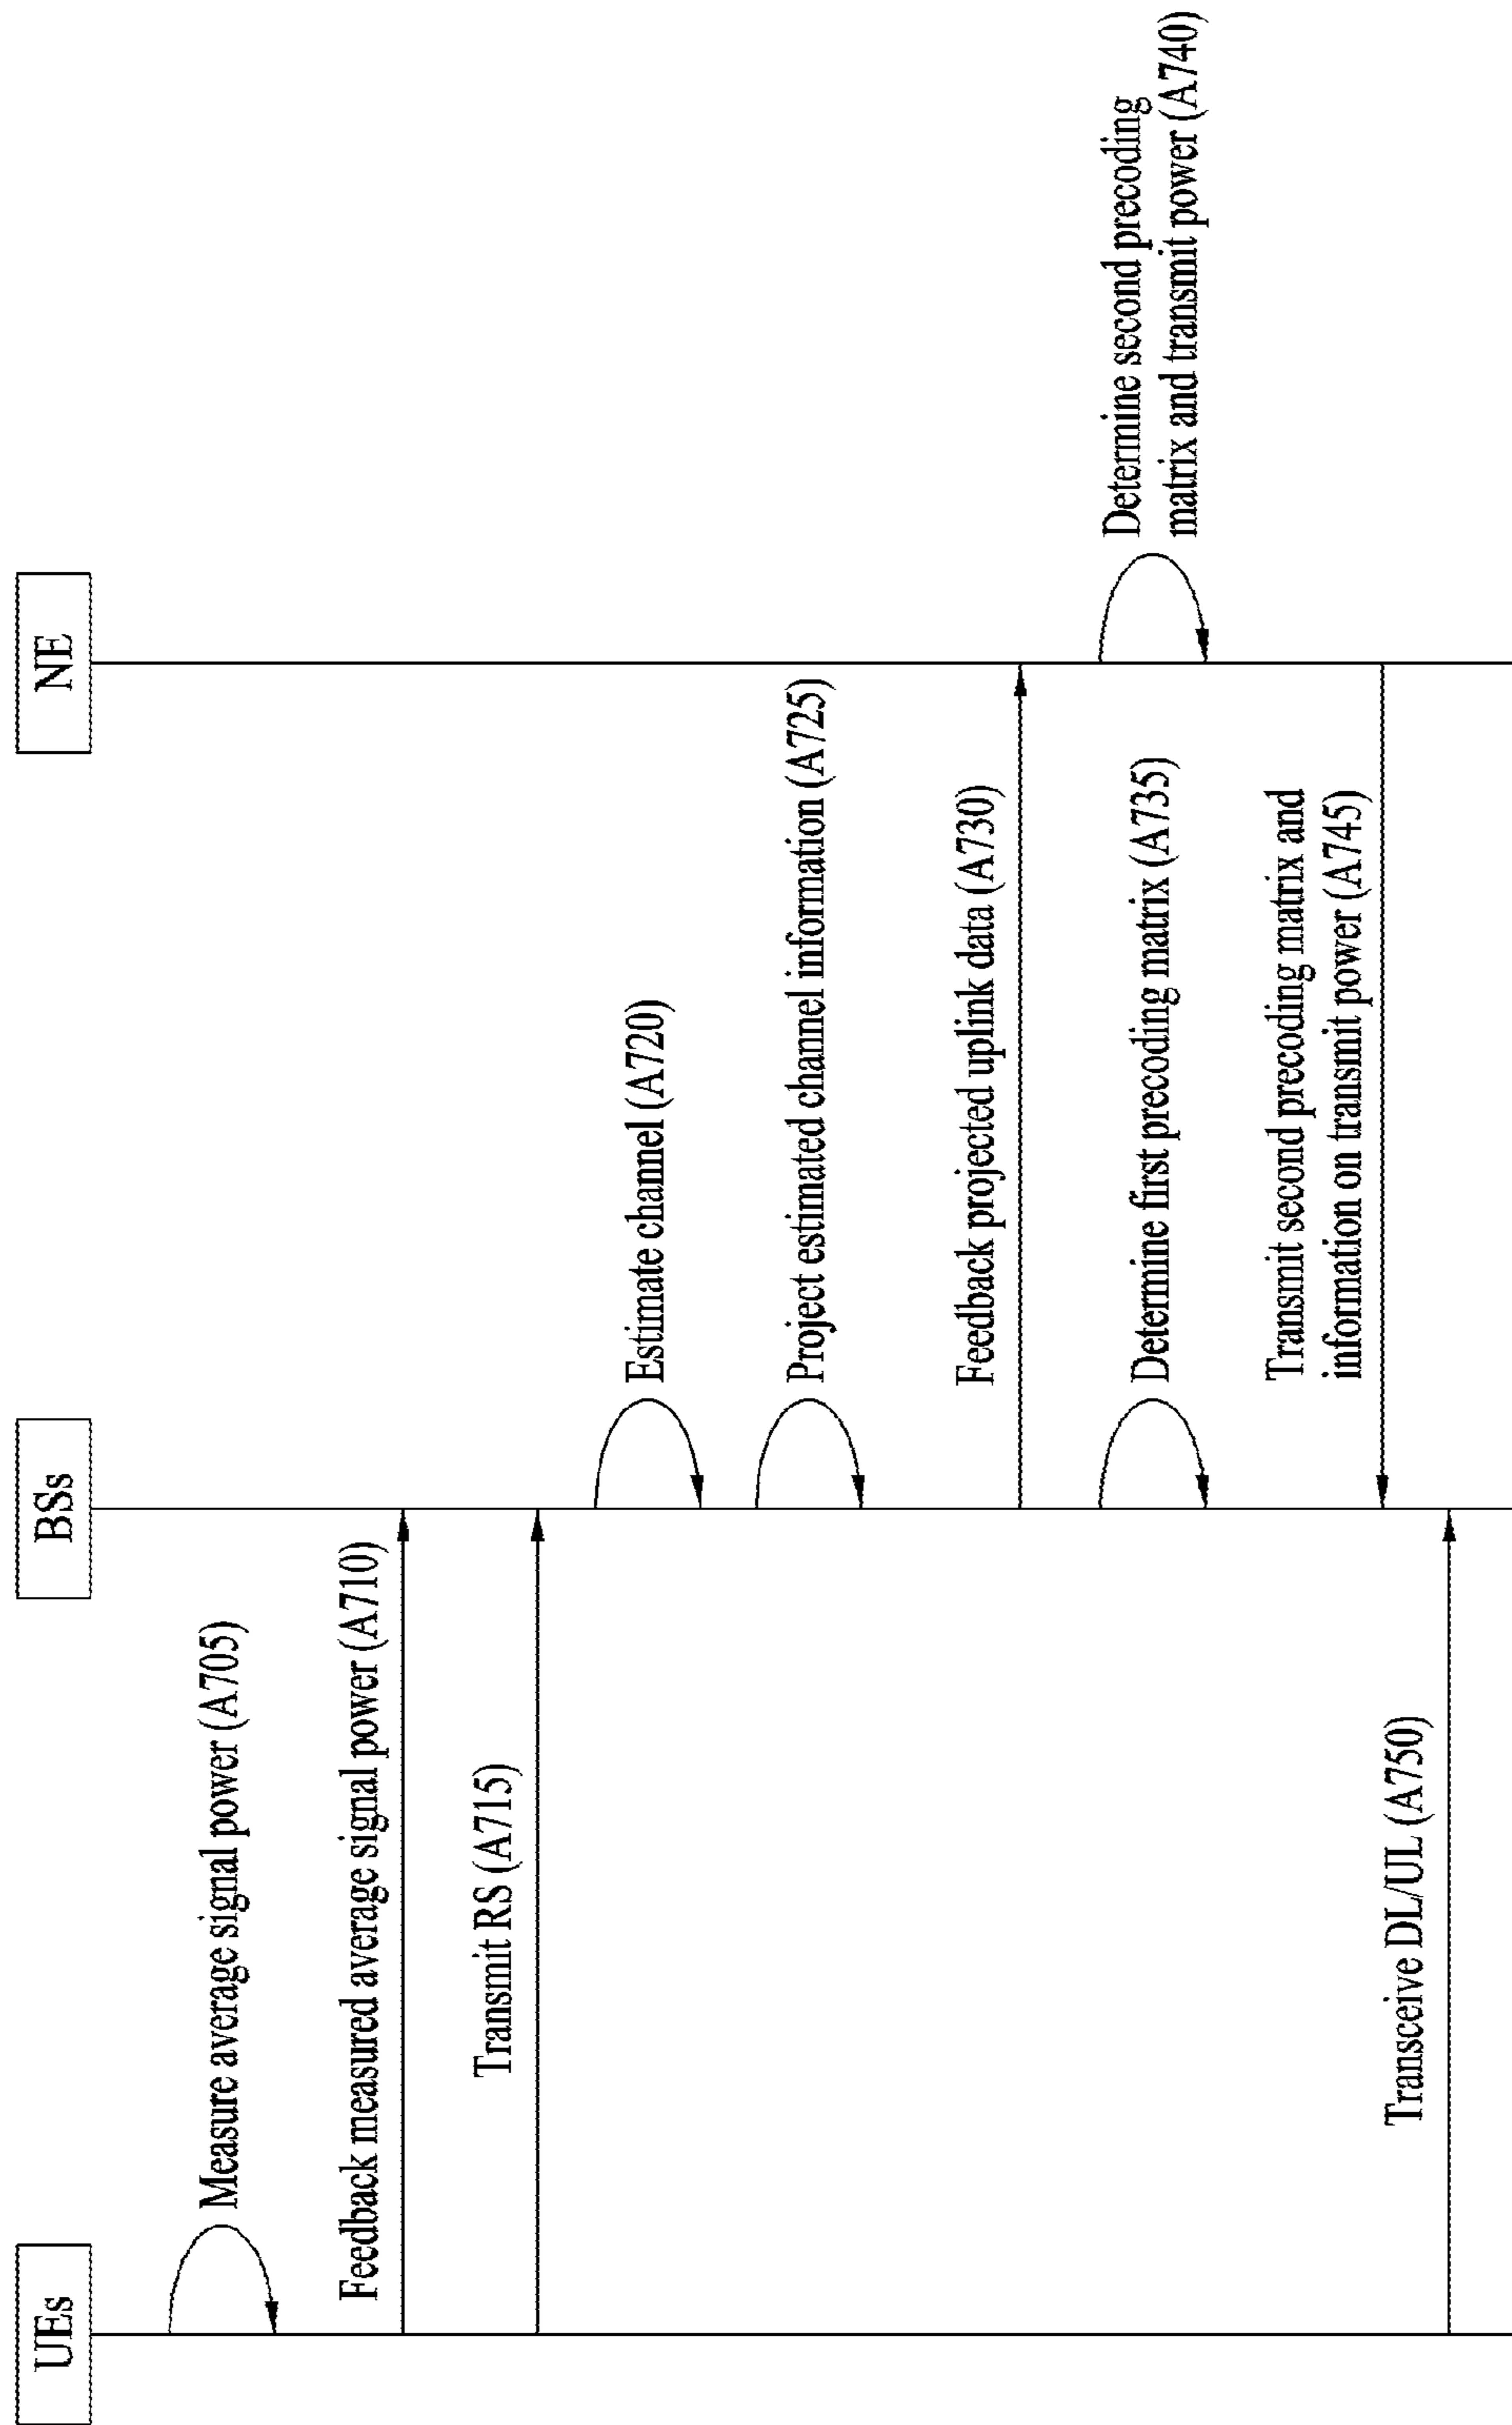 UEs
BSs
NE
Measure average signal power (A705)
Feedback measured average signal power (A710)
Transmit RS (A715)
Estimate channel (A720)
Project estimated channel information (A725)
Feedback projected uplink data (A730)
Determine first precoding matrix (A735)
Determine second precoding
matrix and transmit power (A740)
Transmit second precoding matrix and
information on transmit power (A745)
Transceive DL/UL (A750)